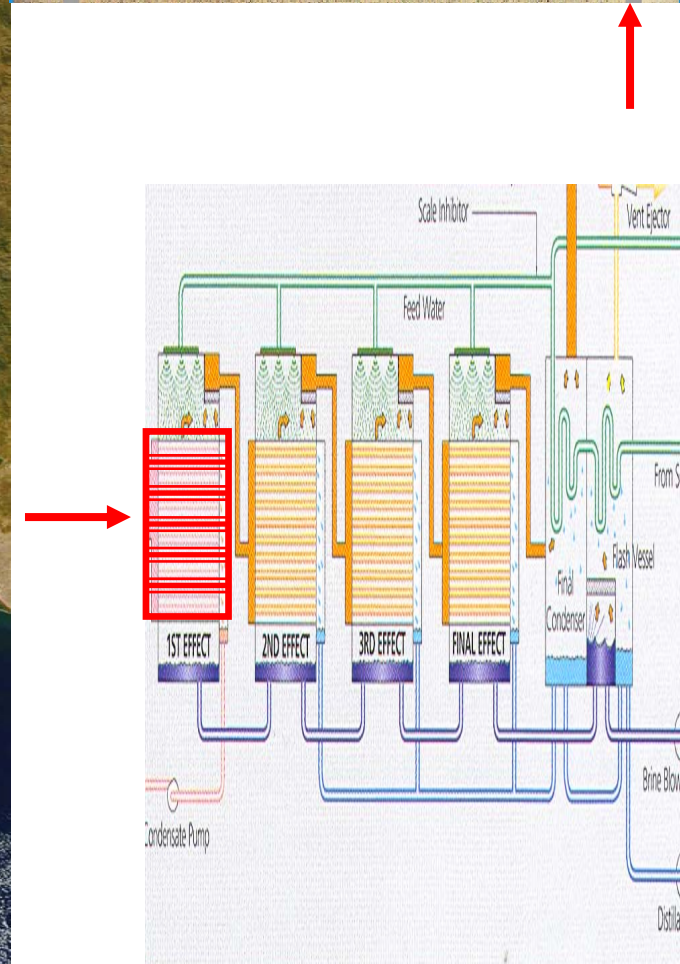 Scale Inhibitor
Vent Ejector
Feed Water
From S
Flash Vessel
Final
Condenser
1ST EFFECT
2ND EFFECT
3RD EFFECT
FINAL EFFECT
Brine Blow
Condensate Pump
Distilla